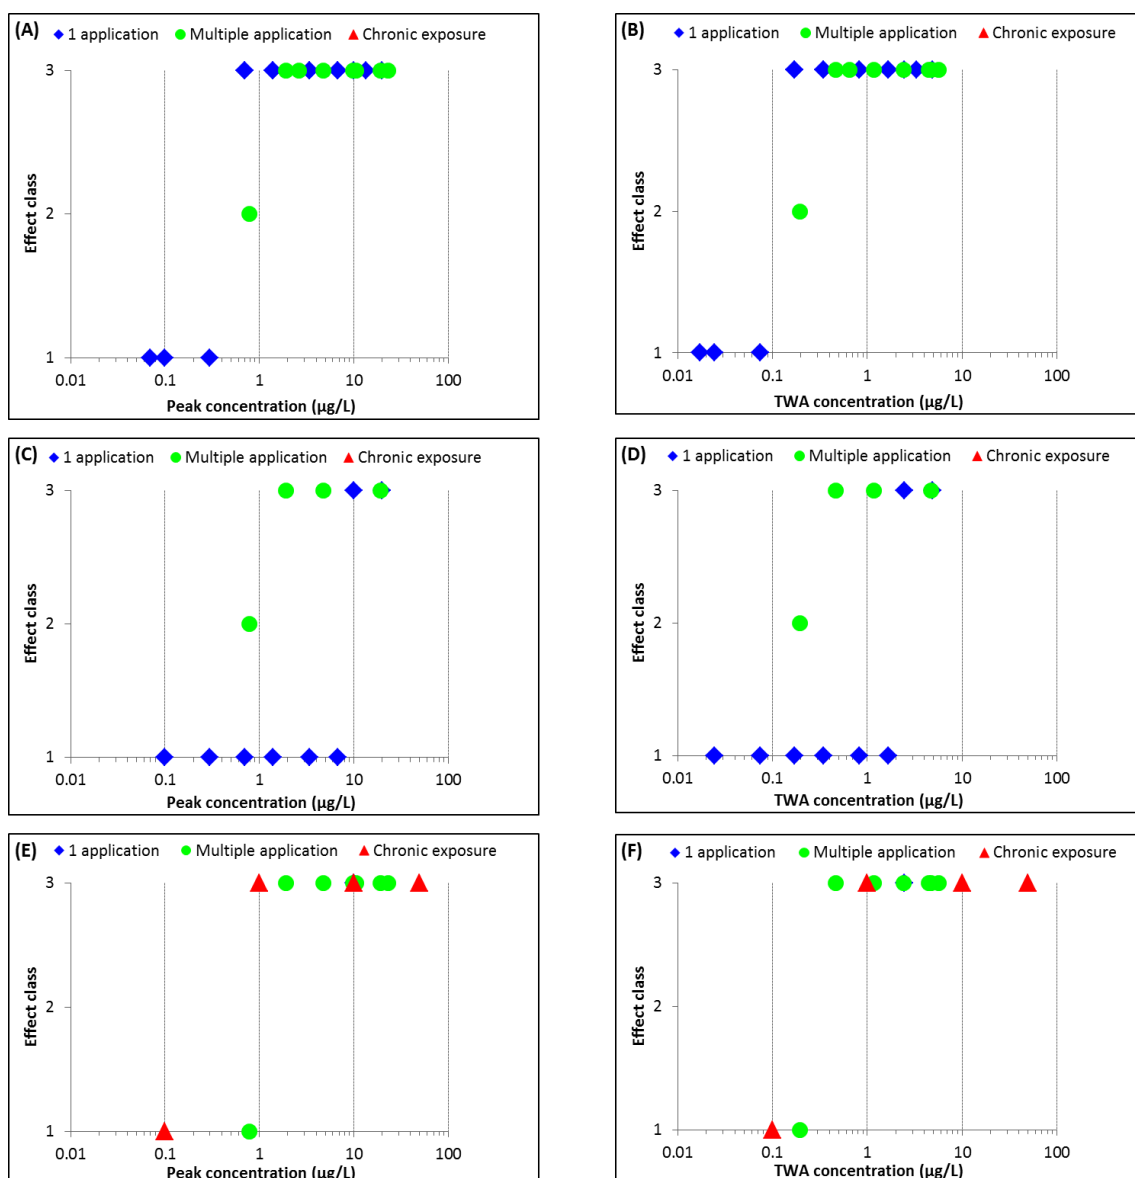 (A) 1 application Multiple application Chronic exposure
3
2
1
Effect class
0.01 0.1 1 10 100
Peak concentration (µg/L)
(B) 1 application Multiple application Chronic exposure
3
2
1
Effect class
0.01 0.1 1 10 100
TWA concentration (µg/L)
(C) 1 application Multiple application Chronic exposure
3
2
1
Effect class
0.01 0.1 1 10 100
Peak concentration (µg/L)
(D) 1 application Multiple application Chronic exposure
3
2
1
Effect class
0.01 0.1 1 10 100
TWA concentration (µg/L)
(E) 1 application Multiple application Chronic exposure
3
2
1
Effect class
0.01 0.1 1 10 100
Peak concentration (µg/L)
(F) 1 application Multiple application Chronic exposure
3
2
1
Effect class
0.01 0.1 1 10 100
TWA concentration (µg/L)